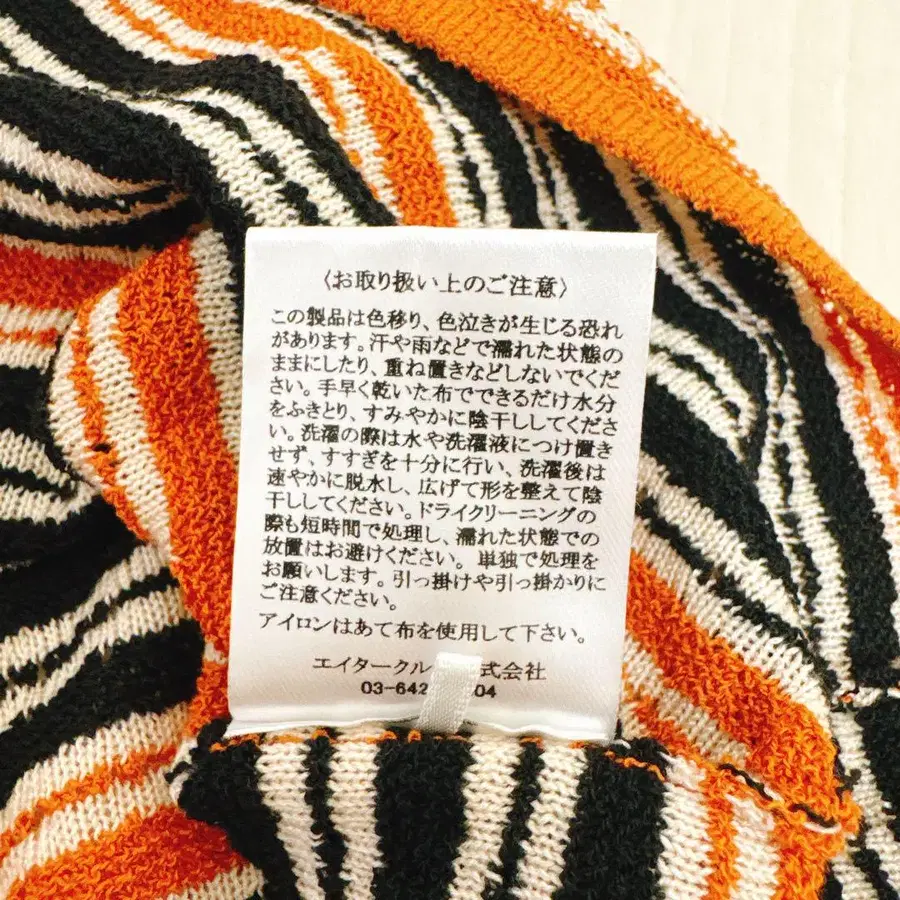 〈お取り扱い上のご注意〉
この製品は色移り、色泣きが生じる恐れ
があります。汗や雨などで濡れた状態の
ままにしたり、重ね置きなどしないでくだ
さい。手早く乾いた布でできるだけ水分
をふきとり、すみやかに陰干ししてくださ
い。洗濯の際は水や洗濯液につけ置き
せず、すすぎを十分に行い、洗濯後は
速やかに脱水し、広げて形を整えて陰
干ししてください。ドライクリーニングの
際も短時間で処理し、濡れた状態での
放置はお避けください。単独で処理を
お願いします。引っ掛けや引っ掛かりに
ご注意ください。
アイロンはあて布を使用して下さい。
エイタークル 式会社
03-642 04